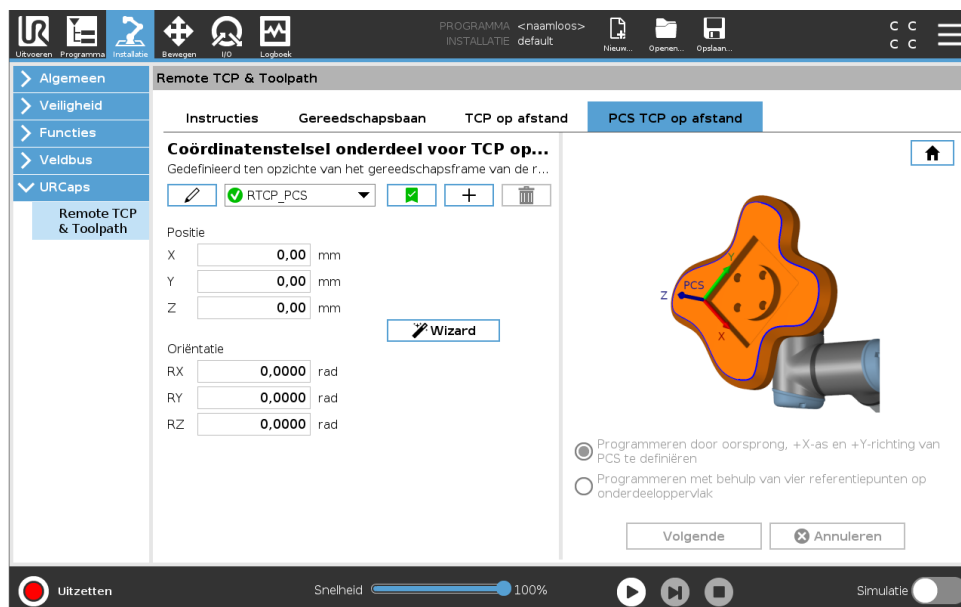 PROGRAMMA <naamloos>
INSTALLATIE default
C C
C C
Uitvoeren Programma Installatie Bewegen I/O Logboek Nieuw... Openen... Opslaan...
Algemeen
Veiligheid
Functies
Veldbus
URCaps
Remote TCP
& Toolpath
Remote TCP & Toolpath
Instructies Gereedschapsbaan TCP op afstand PCS TCP op afstand
Coördinatenstelsel onderdeel voor TCP op...
Gedefinieerd ten opzichte van het gereedschapsframe van de r...
RTCP_PCS
Positie
X 0,00 mm
Y 0,00 mm
Z 0,00 mm
Wizard
Oriëntatie
RX 0,0000 rad
RY 0,0000 rad
RZ 0,0000 rad
Y
PCS
Z
X
Programmeren door oorsprong, +X-as en +Y-richting van
PCS te definiëren
Programmeren met behulp van vier referentiepunten op
onderdeeloppervlak
Volgende Annuleren
Uitzetten Snelheid 100% Simulatie